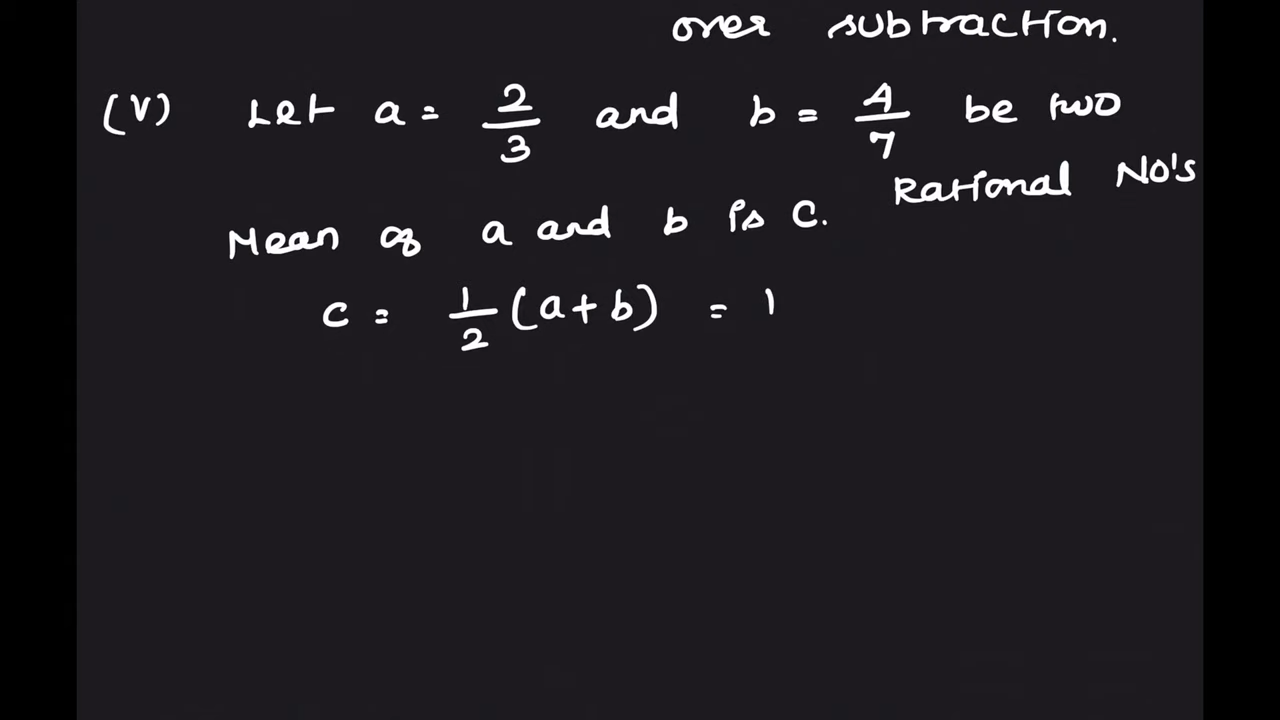 over subtraction.
(V) Let a = 2/3 and b = 4/7 be two
Rational No's
Mean of a and b is c.
c = 1/2 (a+b) = 1